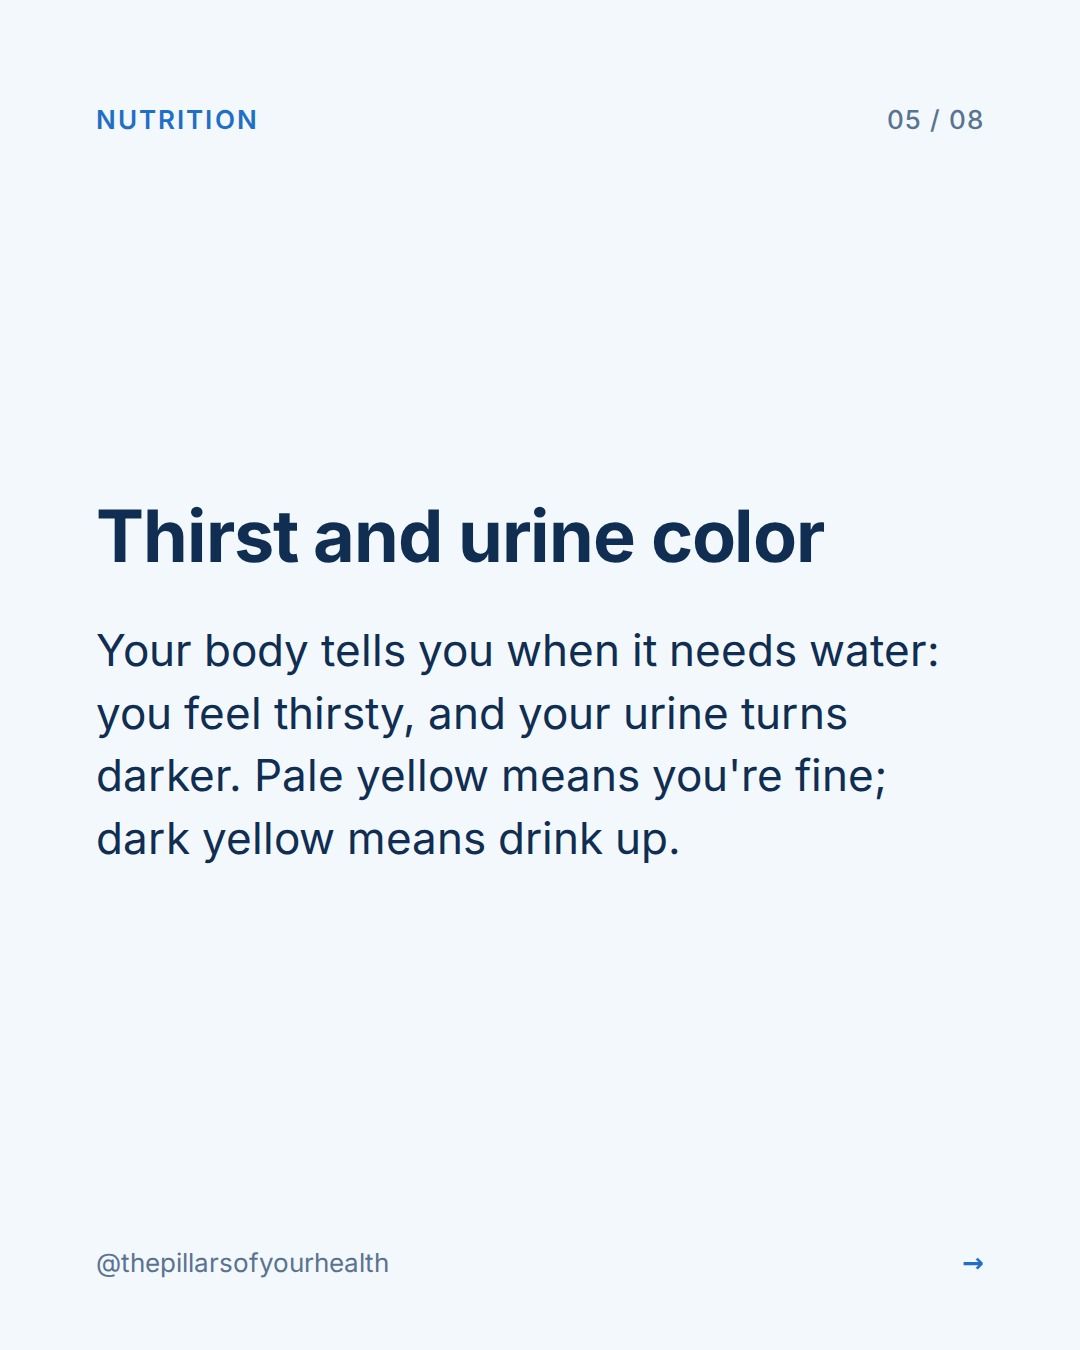 NUTRITION
05 / 08
Thirst and urine color
Your body tells you when it needs water:
you feel thirsty, and your urine turns
darker. Pale yellow means you're fine;
dark yellow means drink up.
@thepillarsofyourhealth
→